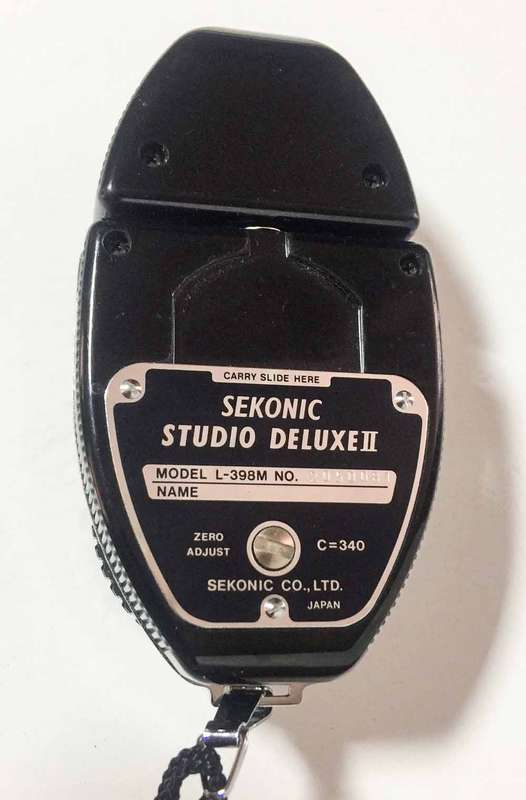 CARRY SLIDE HERE
SEKONIC
STUDIO DELUXE II
MODEL L-398M NO.
NAME
ZERO
ADJUST
C=340
SEKONIC CO., LTD.
JAPAN